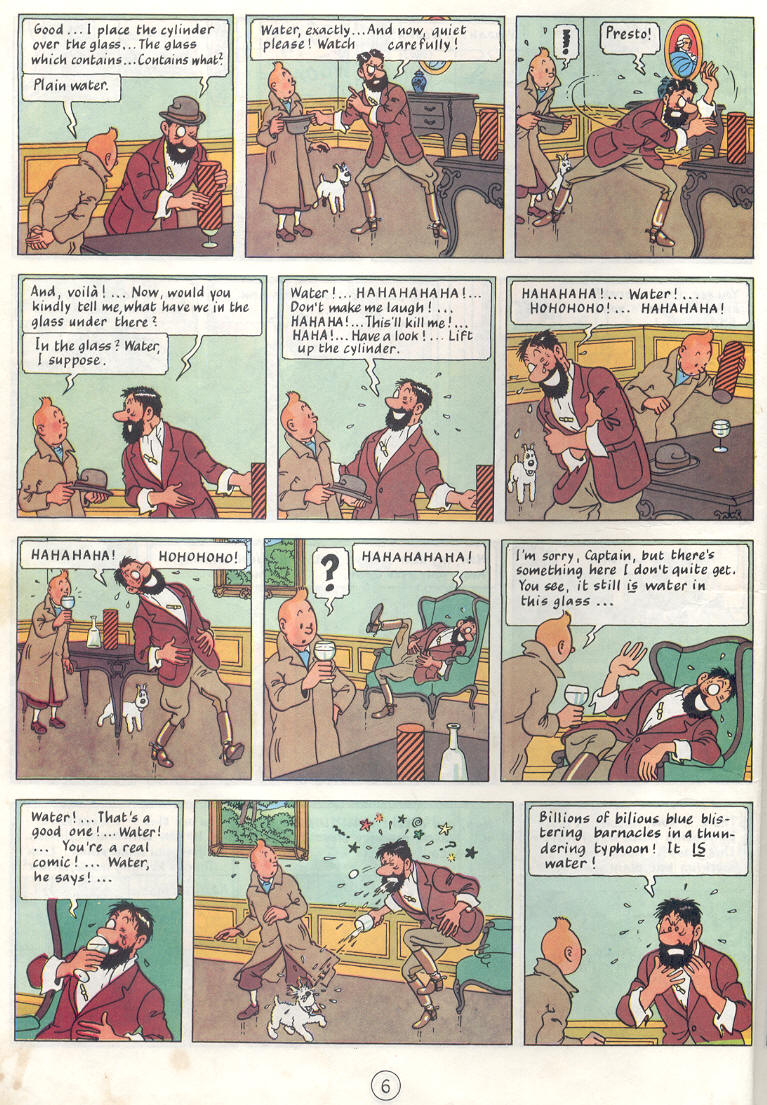 Good... I place the cylinder
over the glass... The glass
which contains... Contains what?
Plain water.
Water, exactly... And now, quiet
please! Watch carefully!
Presto!
And, voilà!... Now, would you
kindly tell me, what have we in the
glass under there?
In the glass? Water,
I suppose.
Water!... HAHAHAHAHA!...
Don't make me laugh!...
HAHAHA!... This'll kill me!...
HAHA!... Have a look!... Lift
up the cylinder.
HAHAHAHA!... Water!...
HOHOHOHO!... HAHAHAHA!
HAHAHAHA! HOHOHOHO!
?
HAHAHAHAHA!
I'm sorry, Captain, but there's
something here I don't quite get.
You see, it still is water in
this glass...
Water!... That's a
good one!... Water!
... You're a real
comic!... Water,
he says!...
Billions of bilious blue blis-
tering barnacles in a thun-
dering typhoon! It IS
water!
6